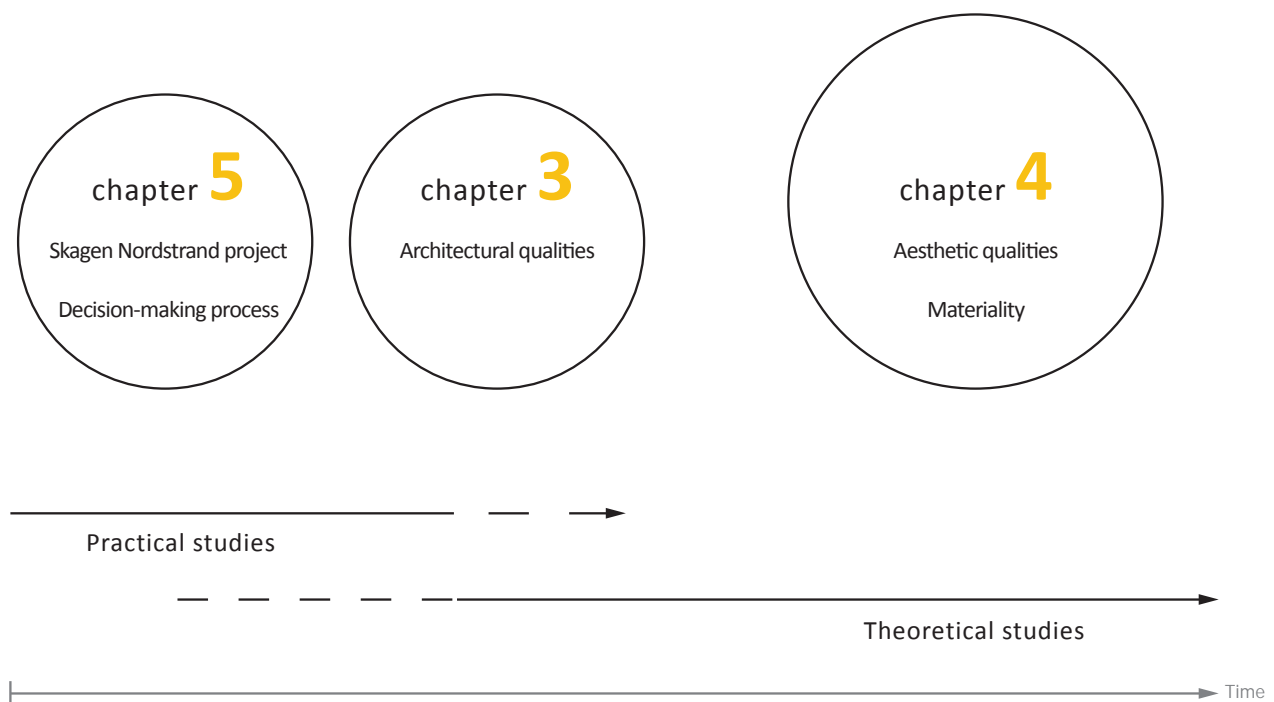 chapter 5
Skagen Nordstrand project
Decision-making process
chapter 3
Architectural qualities
chapter 4
Aesthetic qualities
Materiality
Practical studies
Theoretical studies
Time